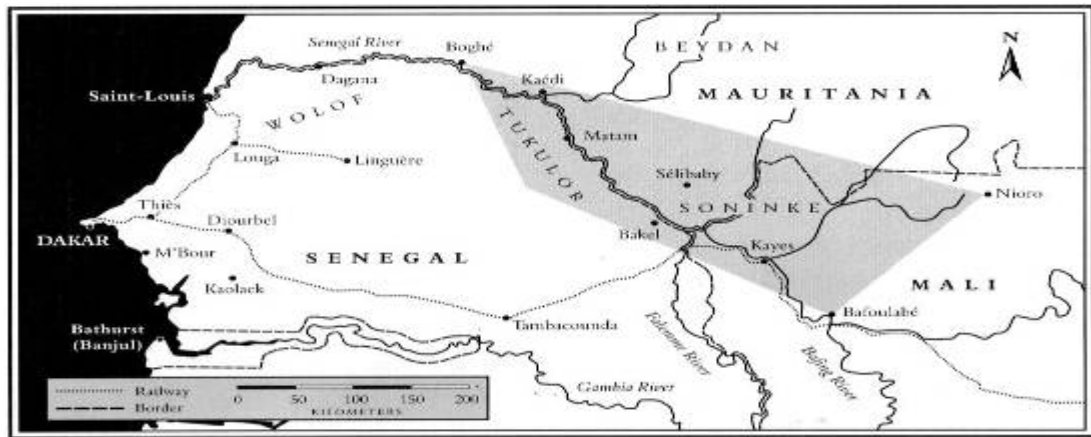 Senegal River
Boghé
BEYDAN
N
Dagana
Kaédi
Saint-Louis
MAURITANIA
WOLOF
TUKULOR
Matam
Louga
Linguère
Sélibaby
Nioro
Thiès
SONINKE
Diourbel
Bakel
DAKAR
M'Bour
SENEGAL
Kayes
Kaolack
MALI
Bafoulabé
Tambacounda
Bathurst
(Banjul)
Faleme River
Bafing River
Gambia River
Railway
Border
0 50 100 150 200
KILOMETERS